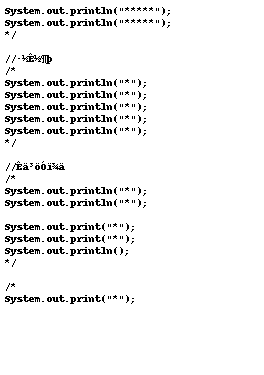 System.out.println("*****");
System.out.println("*****");
*/
//·½Ê½¶þ
/*
System.out.println("*");
System.out.println("*");
System.out.println("*");
System.out.println("*");
System.out.println("*");
*/
//Êä³öÓï¾ä
/*
System.out.println("*");
System.out.println("*");
System.out.print("*");
System.out.print("*");
System.out.println();
*/
/*
System.out.print("*");